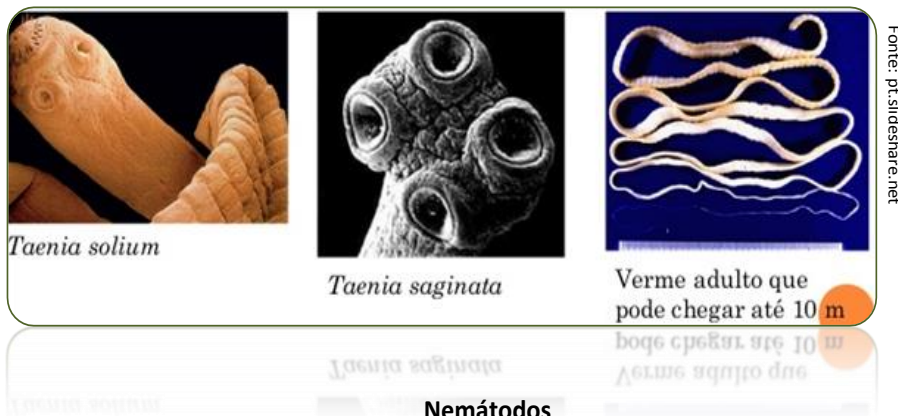 Taenia solium
Taenia saginata
Verme adulto que
pode chegar até 10 m
Fonte: pt.slideshare.net
Nemátodos